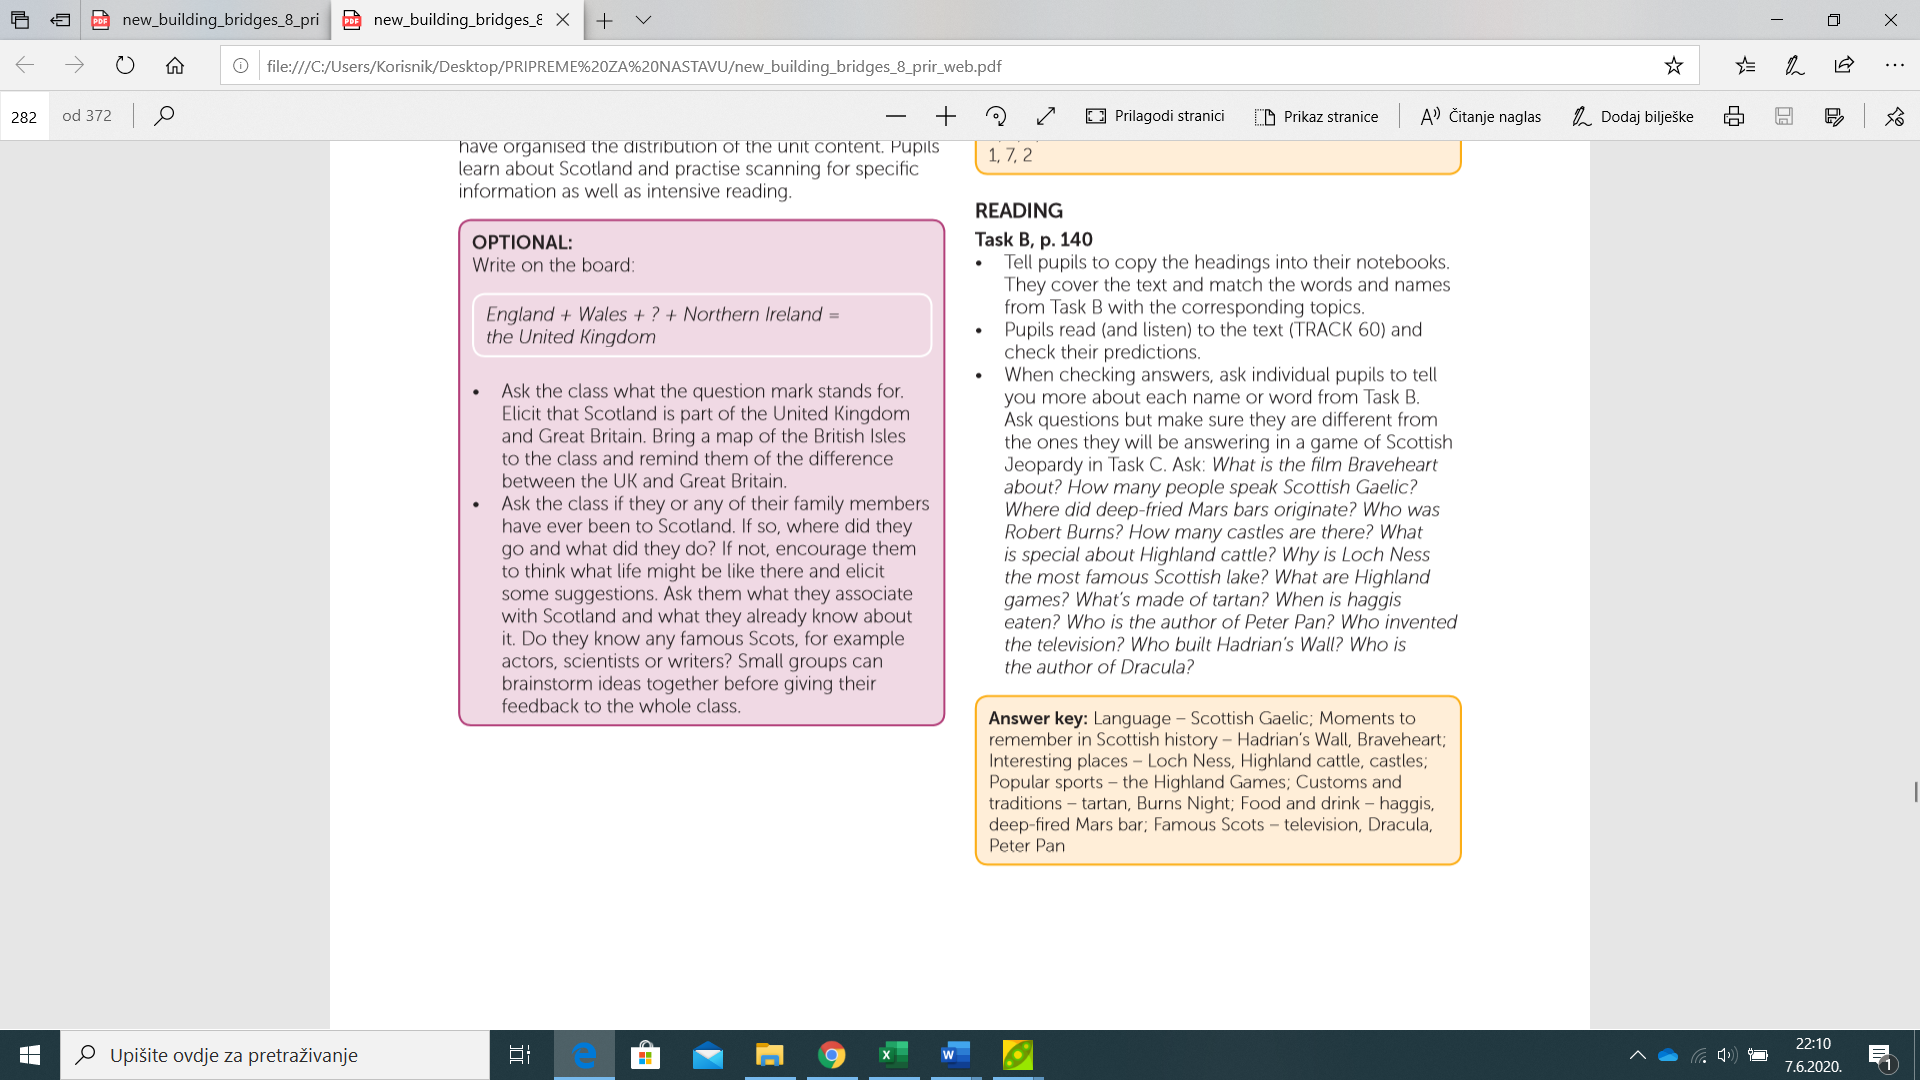 new_building_bridges_8_pri
new_building_bridges_8
file:///C:/Users/Korisnik/Desktop/PRIPREME%20ZA%20NASTAVU/new_building_bridges_8_prir_web.pdf
282 od 372
Prilagodi stranici
Prikaz stranice
Čitanje naglas
Dodaj bilješke
have organised the distribution of the unit content. Pupils
learn about Scotland and practise scanning for specific
information as well as intensive reading.
OPTIONAL:
Write on the board:
England + Wales + ? + Northern Ireland =
the United Kingdom
• Ask the class what the question mark stands for.
Elicit that Scotland is part of the United Kingdom
and Great Britain. Bring a map of the British Isles
to the class and remind them of the difference
between the UK and Great Britain.
• Ask the class if they or any of their family members
have ever been to Scotland. If so, where did they
go and what did they do? If not, encourage them
to think what life might be like there and elicit
some suggestions. Ask them what they associate
with Scotland and what they already know about
it. Do they know any famous Scots, for example
actors, scientists or writers? Small groups can
brainstorm ideas together before giving their
feedback to the whole class.
1, 7, 2
READING
Task B, p. 140
• Tell pupils to copy the headings into their notebooks.
They cover the text and match the words and names
from Task B with the corresponding topics.
• Pupils read (and listen) to the text (TRACK 60) and
check their predictions.
• When checking answers, ask individual pupils to tell
you more about each name or word from Task B.
Ask questions but make sure they are different from
the ones they will be answering in a game of Scottish
Jeopardy in Task C. Ask: What is the film Braveheart
about? How many people speak Scottish Gaelic?
Where did deep-fried Mars bars originate? Who was
Robert Burns? How many castles are there? What
is special about Highland cattle? Why is Loch Ness
the most famous Scottish lake? What are Highland
games? What's made of tartan? When is haggis
eaten? Who is the author of Peter Pan? Who invented
the television? Who built Hadrian's Wall? Who is
the author of Dracula?
Answer key: Language – Scottish Gaelic; Moments to
remember in Scottish history – Hadrian's Wall, Braveheart;
Interesting places – Loch Ness, Highland cattle, castles;
Popular sports – the Highland Games; Customs and
traditions – tartan, Burns Night; Food and drink – haggis,
deep-fired Mars bar; Famous Scots – television, Dracula,
Peter Pan
Upišite ovdje za pretraživanje
22:10
7.6.2020.
1